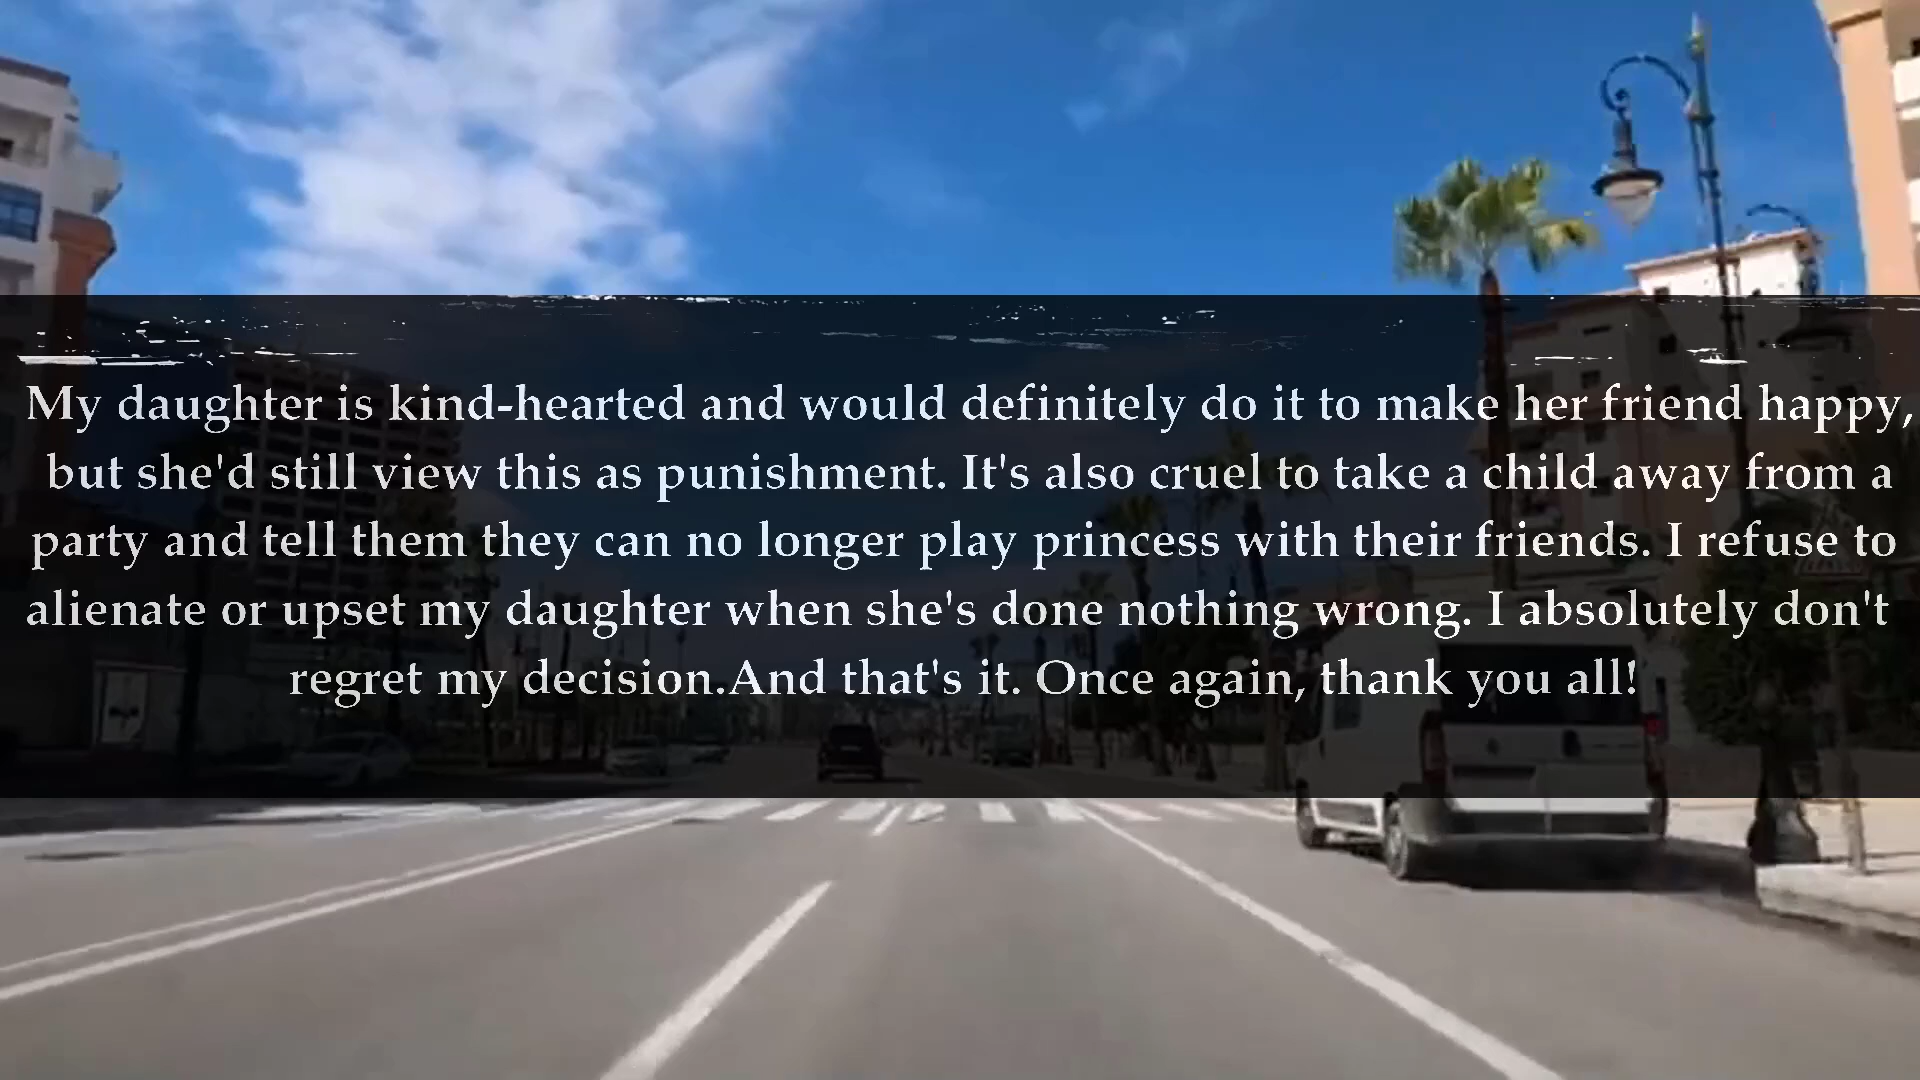 My daughter is kind-hearted and would definitely do it to make her friend happy,
but she'd still view this as punishment. It's also cruel to take a child away from a
party and tell them they can no longer play princess with their friends. I refuse to
alienate or upset my daughter when she's done nothing wrong. I absolutely don't
regret my decision.And that's it. Once again, thank you all!